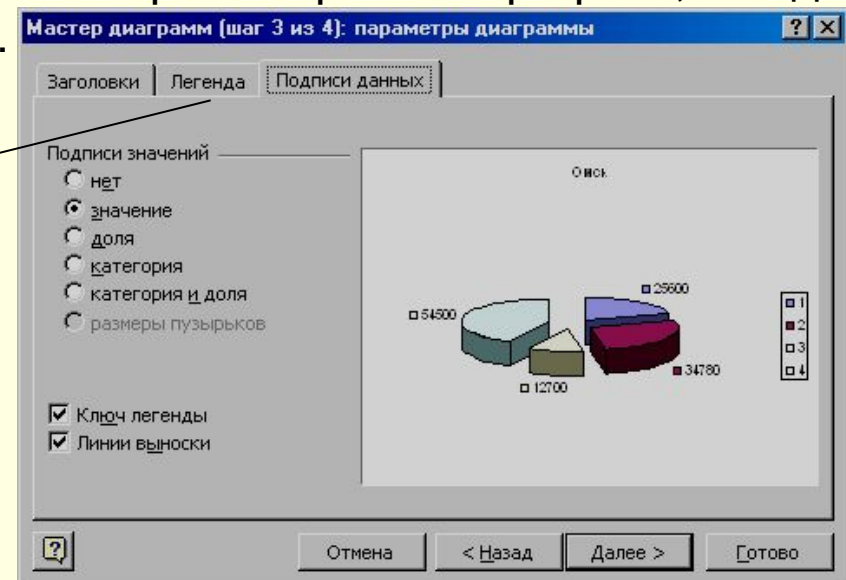 Мастер диаграмм (шаг 3 из 4): параметры диаграммы
Заголовки Легенда Подписи данных
Подписи значений
нет
значение
доля
категория
категория и доля
размеры пузырьков
Ключ легенды
Линии выноски
Омск
25600
54500
34780
12700
1
2
3
4
Отмена < Назад Далее > Готово